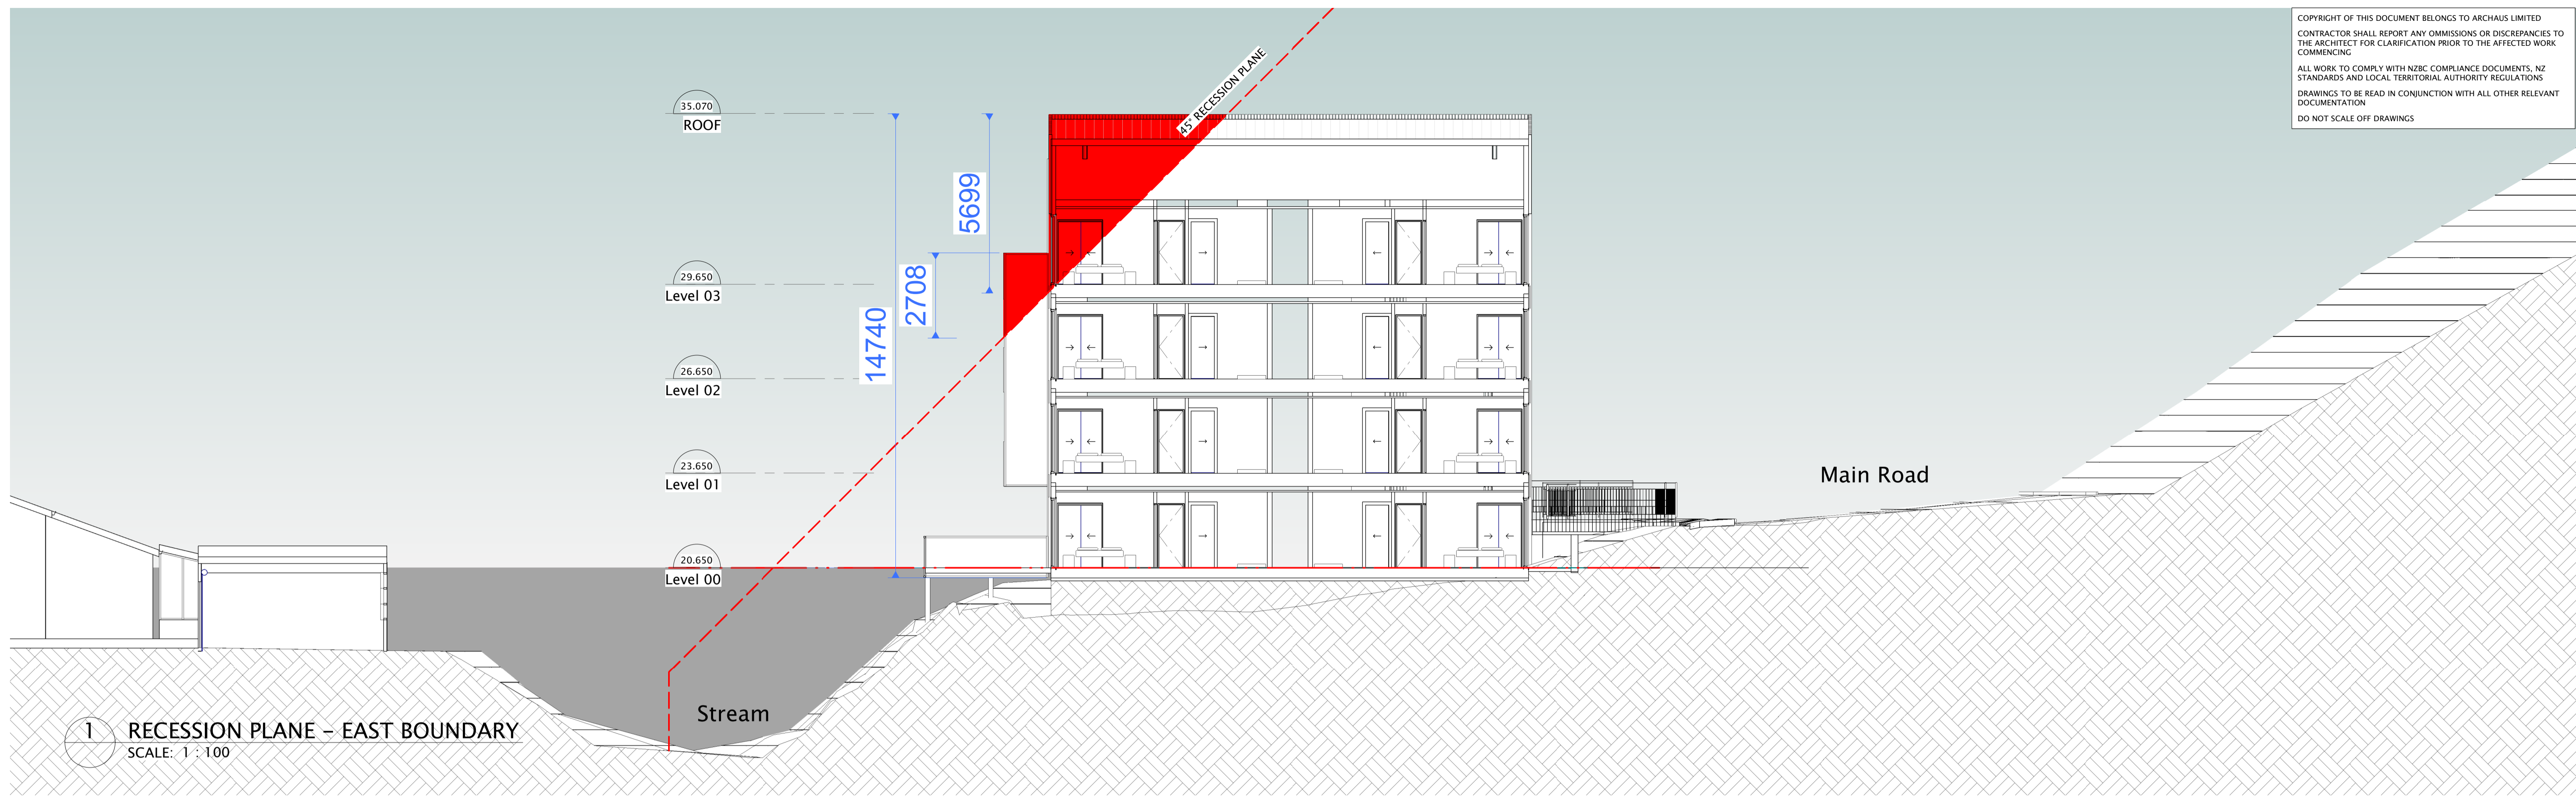 COPYRIGHT OF THIS DOCUMENT BELONGS TO ARCHAUS LIMITED
CONTRACTOR SHALL REPORT ANY OMMISSIONS OR DISCREPANCIES TO
THE ARCHITECT FOR CLARIFICATION PRIOR TO THE AFFECTED WORK
COMMENCING
ALL WORK TO COMPLY WITH NZBC COMPLIANCE DOCUMENTS, NZ
STANDARDS AND LOCAL TERRITORIAL AUTHORITY REGULATIONS
DRAWINGS TO BE READ IN CONJUNCTION WITH ALL OTHER RELEVANT
DOCUMENTATION
DO NOT SCALE OFF DRAWINGS
45° RECESSION PLANE
35.070
ROOF
5699
2708
14740
29.650
Level 03
26.650
Level 02
23.650
Level 01
20.650
Level 00
Main Road
Stream
1
RECESSION PLANE - EAST BOUNDARY
SCALE: 1 : 100